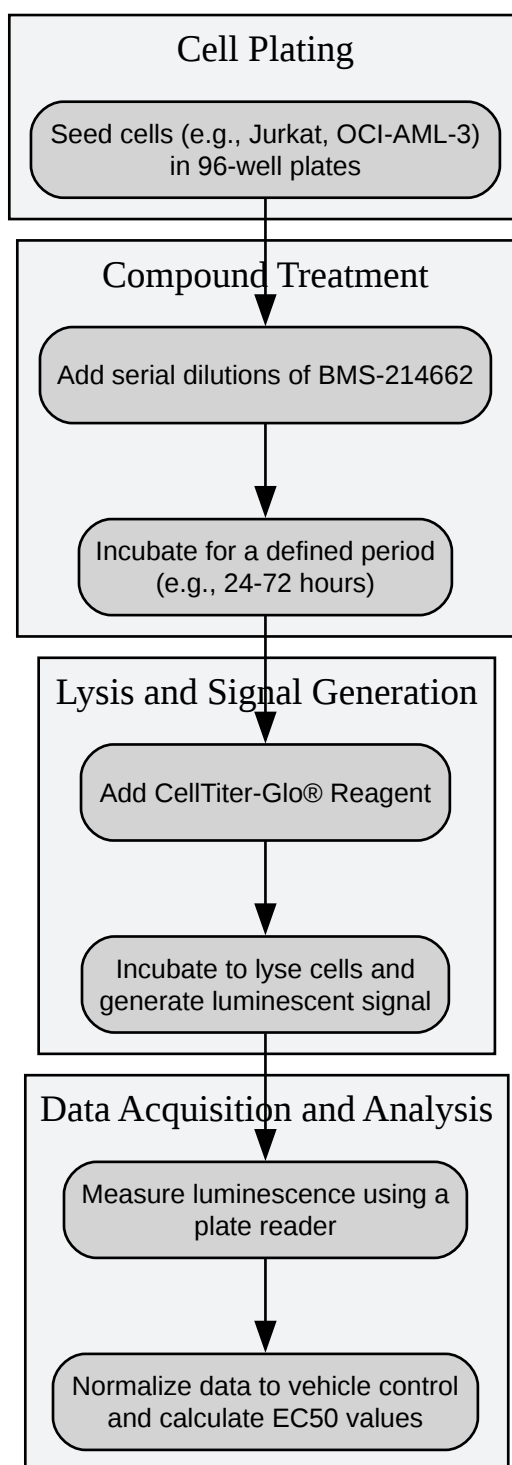 Cell Plating
Seed cells (e.g., Jurkat, OCI-AML-3)
in 96-well plates
Compound Treatment
Add serial dilutions of BMS-214662
Incubate for a defined period
(e.g., 24-72 hours)
Lysis and Signal Generation
Add CellTiter-Glo® Reagent
Incubate to lyse cells and
generate luminescent signal
Data Acquisition and Analysis
Measure luminescence using a
plate reader
Normalize data to vehicle control
and calculate EC50 values